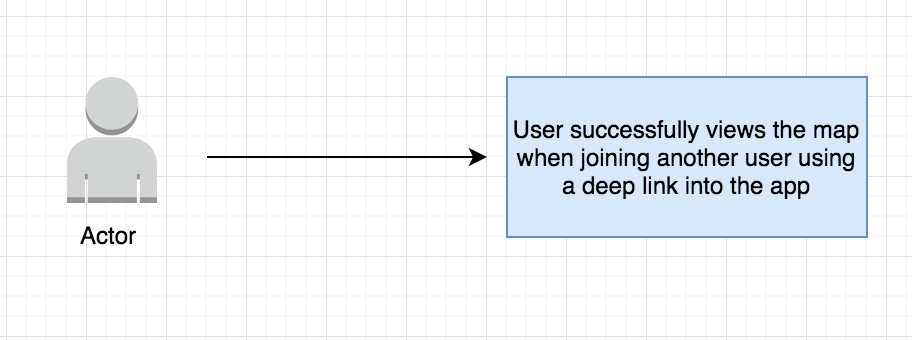 User successfully views the map
when joining another user using
a deep link into the app
Actor